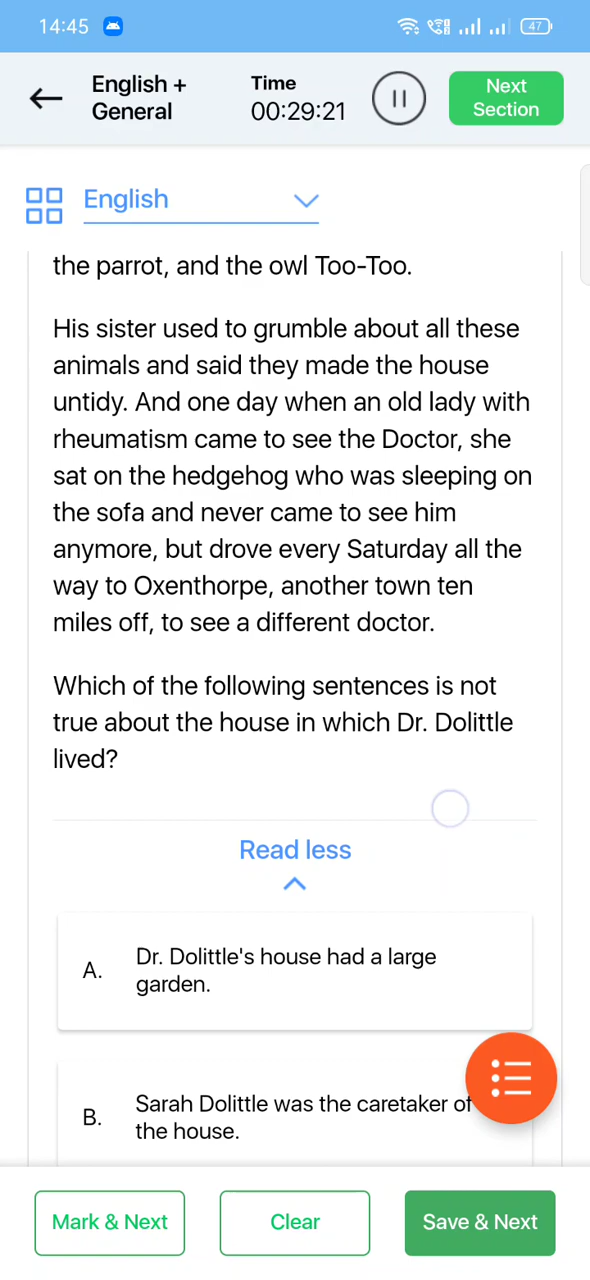 14:45
47
English +
General
Time
00:29:21
Next
Section
English
the parrot, and the owl Too-Too.
His sister used to grumble about all these
animals and said they made the house
untidy. And one day when an old lady with
rheumatism came to see the Doctor, she
sat on the hedgehog who was sleeping on
the sofa and never came to see him
anymore, but drove every Saturday all the
way to Oxenthorpe, another town ten
miles off, to see a different doctor.
Which of the following sentences is not
true about the house in which Dr. Dolittle
lived?
Read less
A. Dr. Dolittle's house had a large
garden.
B. Sarah Dolittle was the caretaker of
the house.
Mark & Next
Clear
Save & Next